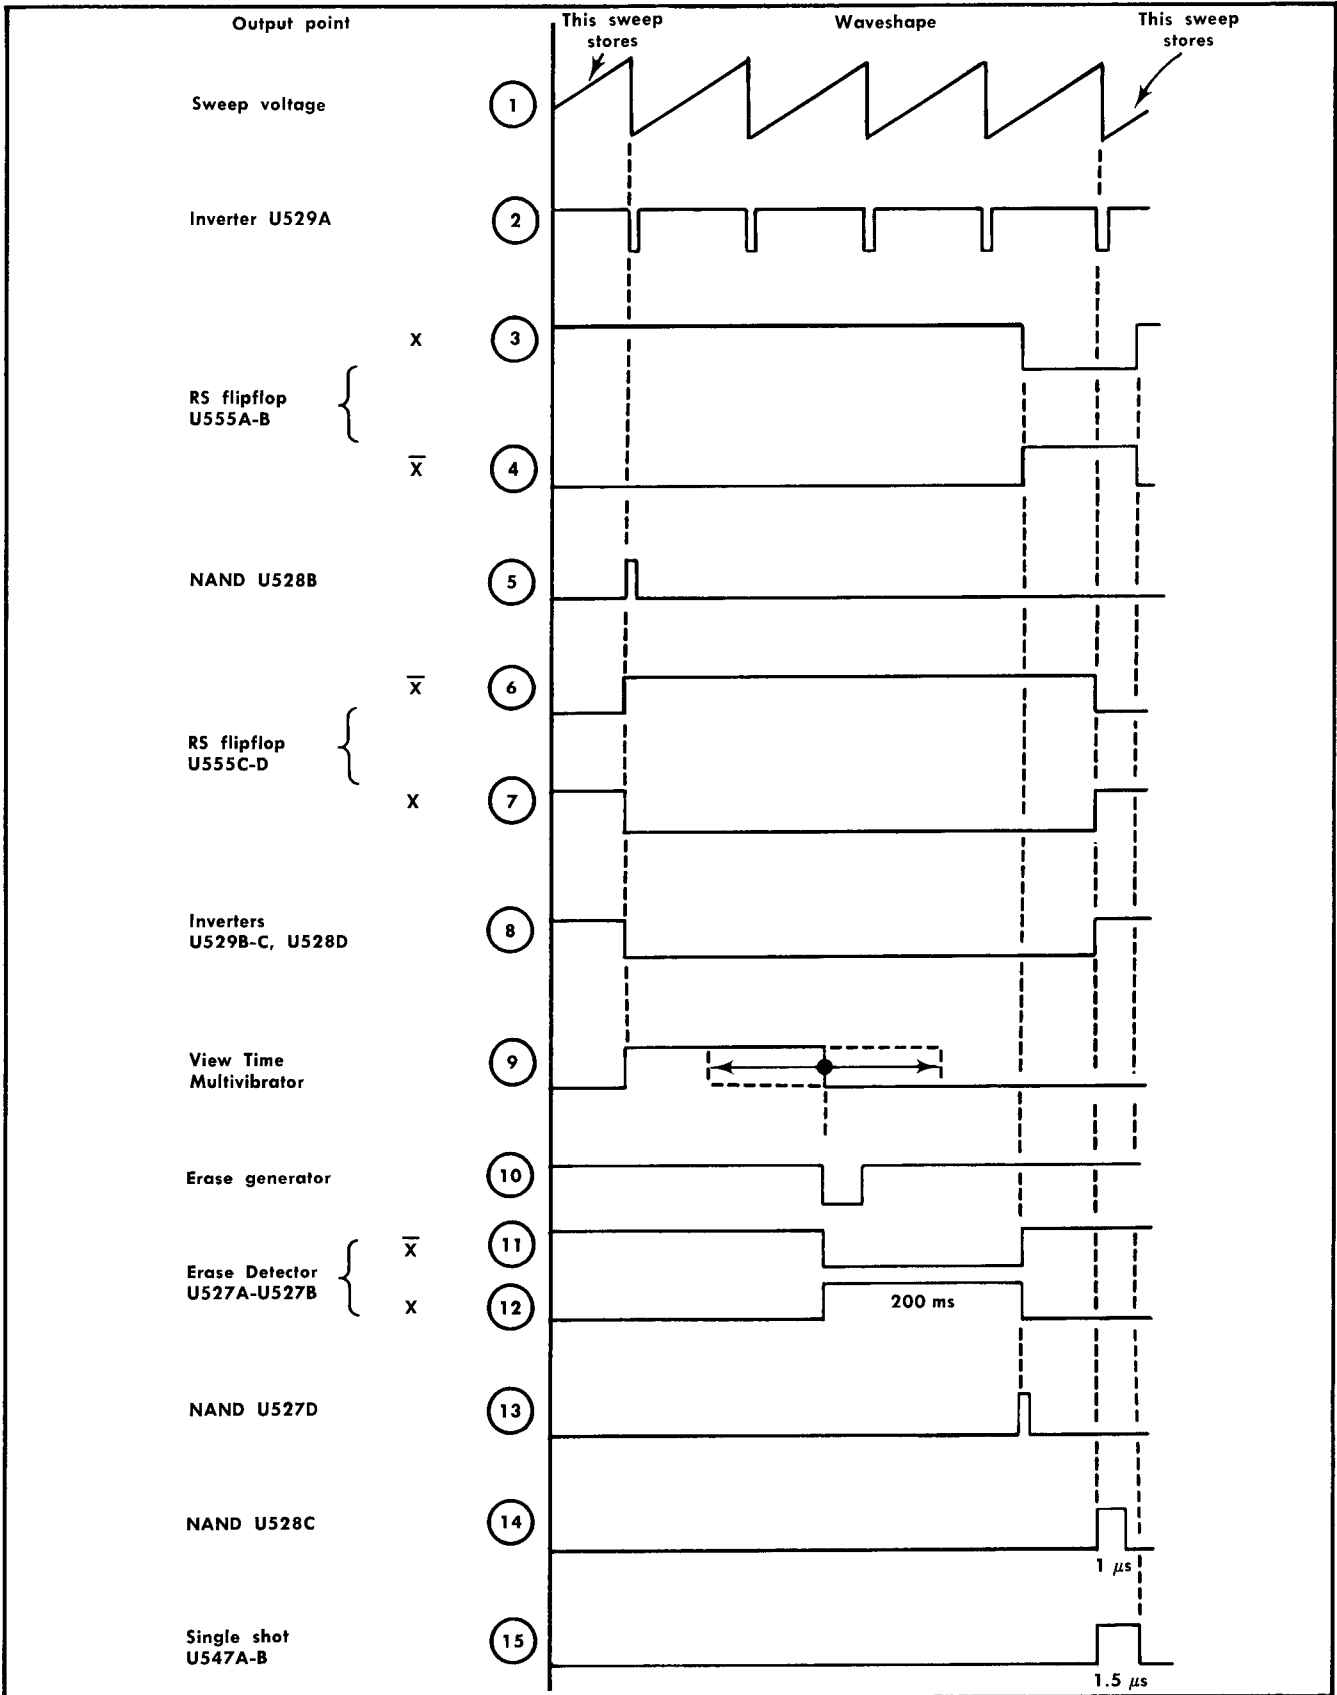 Output point
This sweep
stores
Waveshape
This sweep
stores
Sweep voltage
1
Inverter U529A
2
X
3
RS flipflop
U555A-B
X̅
4
NAND U528B
5
X̅
6
RS flipflop
U555C-D
X
7
Inverters
U529B-C, U528D
8
View Time
Multivibrator
9
Erase generator
10
X̅
11
Erase Detector
U527A-U527B
X
12
200 ms
NAND U527D
13
NAND U528C
14
1 μs
Single shot
U547A-B
15
1.5 μs